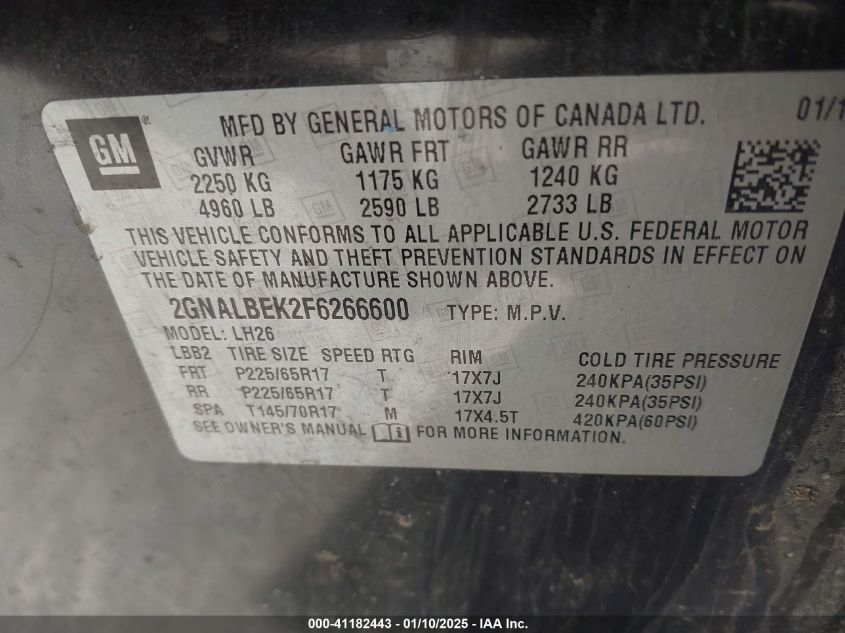 GM
MFD BY GENERAL MOTORS OF CANADA LTD. 01/1
GVWR GAWR FRT GAWR RR
2250 KG 1175 KG 1240 KG
4960 LB 2590 LB 2733 LB
THIS VEHICLE CONFORMS TO ALL APPLICABLE U.S. FEDERAL MOTOR
VEHICLE SAFETY AND THEFT PREVENTION STANDARDS IN EFFECT ON
THE DATE OF MANUFACTURE SHOWN ABOVE.
2GNALBEK2F6266600 TYPE: M.P.V.
MODEL: LH26
LBB2 TIRE SIZE SPEED RTG RIM COLD TIRE PRESSURE
FRT P225/65R17 T 17X7J 240KPA(35PSI)
RR P225/65R17 T 17X7J 240KPA(35PSI)
SPA T145/70R17 M 17X4.5T 420KPA(60PSI)
SEE OWNER'S MANUAL FOR MORE INFORMATION.
000-41182443 - 01/10/2025 - IAA Inc.